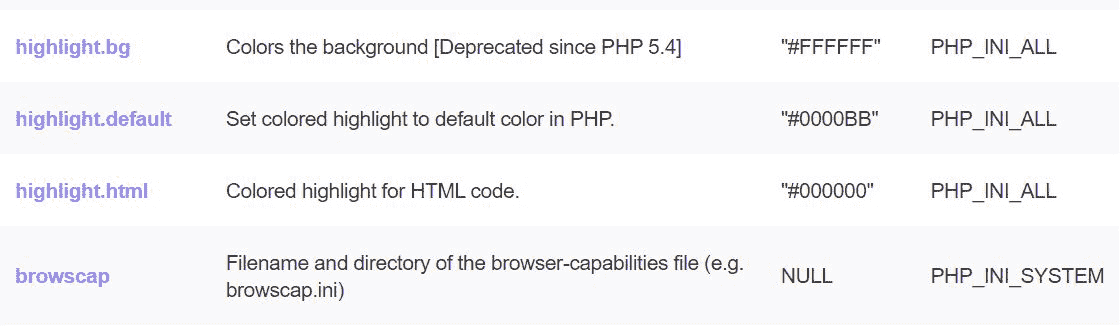 highlight.bg Colors the background [Deprecated since PHP 5.4] "#FFFFFF" PHP_INI_ALL
highlight.default Set colored highlight to default color in PHP. "#0000BB" PHP_INI_ALL
highlight.html Colored highlight for HTML code. "#000000" PHP_INI_ALL
browscap Filename and directory of the browser-capabilities file (e.g. NULL PHP_INI_SYSTEM
browscap.ini)